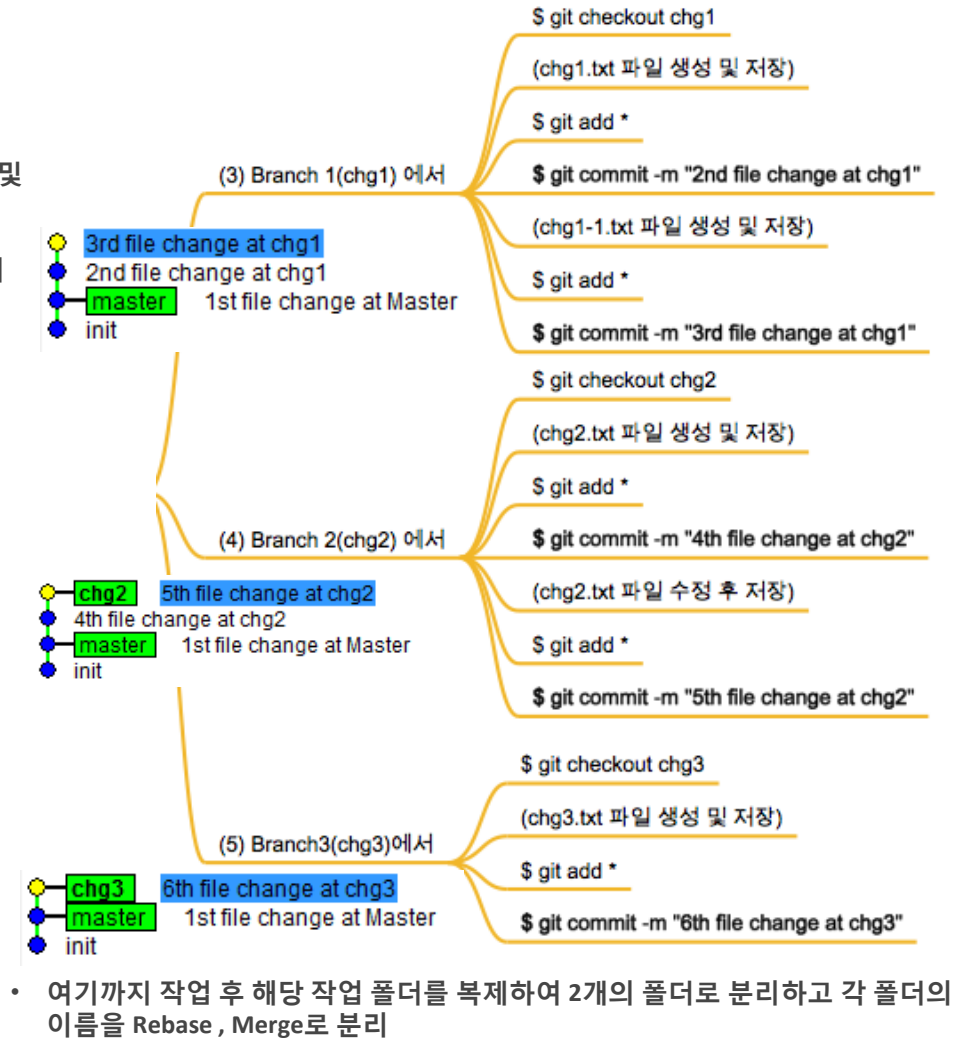 $ git checkout chg1
(chg1.txt 파일 생성 및 저장)
$ git add *
및
(3) Branch 1(chg1) 에서
$ git commit -m "2nd file change at chg1"
(chg1-1.txt 파일 생성 및 저장)
$ git add *
$ git commit -m "3rd file change at chg1"
3rd file change at chg1
2nd file change at chg1
master 1st file change at Master
init
$ git checkout chg2
(chg2.txt 파일 생성 및 저장)
$ git add *
(4) Branch 2(chg2) 에서
$ git commit -m "4th file change at chg2"
(chg2.txt 파일 수정 후 저장)
$ git add *
$ git commit -m "5th file change at chg2"
chg2 5th file change at chg2
4th file change at chg2
master 1st file change at Master
init
$ git checkout chg3
(chg3.txt 파일 생성 및 저장)
(5) Branch3(chg3)에서
$ git add *
$ git commit -m "6th file change at chg3"
chg3 6th file change at chg3
master 1st file change at Master
init
• 여기까지 작업 후 해당 작업 폴더를 복제하여 2개의 폴더로 분리하고 각 폴더의
이름을 Rebase , Merge로 분리